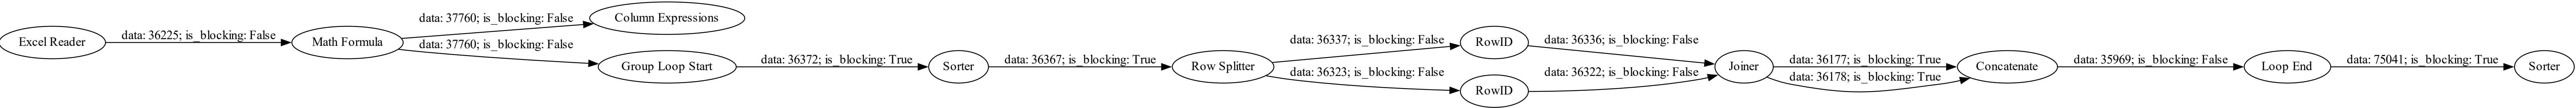 Excel Reader
data: 36225; is_blocking: False
Math Formula
data: 37760; is_blocking: False
Column Expressions
data: 37760; is_blocking: False
Group Loop Start
data: 36372; is_blocking: True
Sorter
data: 36367; is_blocking: True
Row Splitter
data: 36337; is_blocking: False
RowID
data: 36336; is_blocking: False
data: 36323; is_blocking: False
RowID
data: 36322; is_blocking: False
Joiner
data: 36177; is_blocking: True
data: 36178; is_blocking: True
Concatenate
data: 35969; is_blocking: False
Loop End
data: 75041; is_blocking: True
Sorter